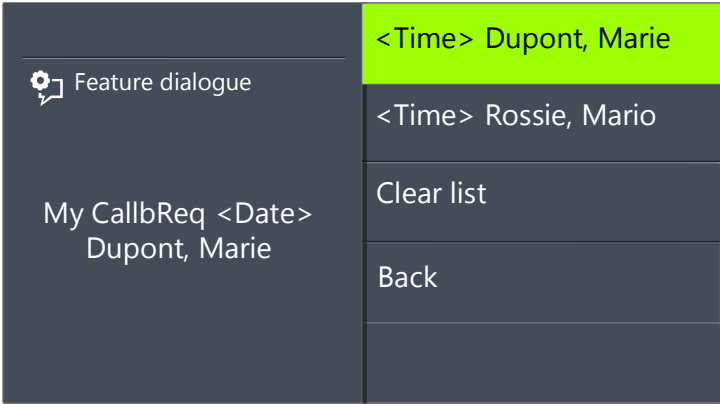 Feature dialogue
My CallbReq <Date>
Dupont, Marie
<Time> Dupont, Marie
<Time> Rossie, Mario
Clear list
Back